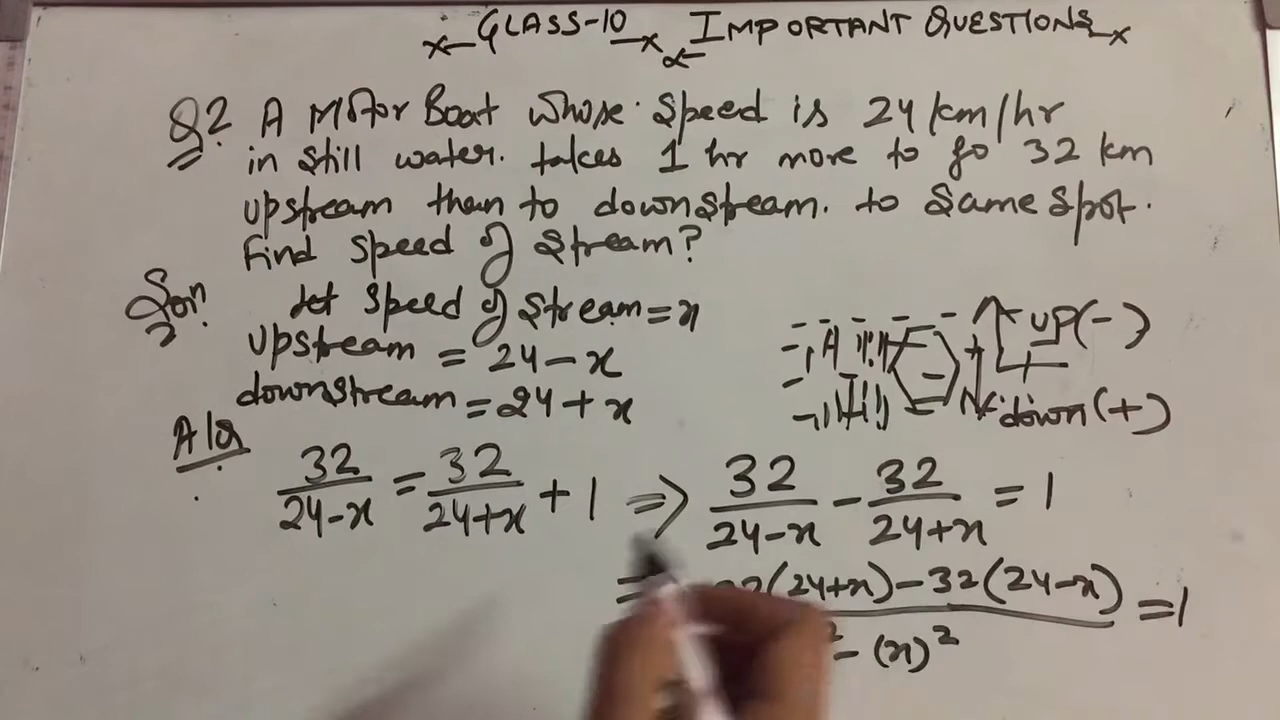 CLASS-10 IMPORTANT QUESTIONS
Q2 A Motor Boat whose speed is 24 km/hr
in still water. takes 1 hr more to go 32 km
upstream than to downstream. to same spot.
Find speed of stream?
Soln. Let speed of stream = x
upstream = 24 - x
downstream = 24 + x
up (-)
down (+)
A/q
32/(24-x) = 32/(24+x) + 1 => 32/(24-x) - 32/(24+x) = 1
(24+x) - 32(24-x) = 1
- (x)²